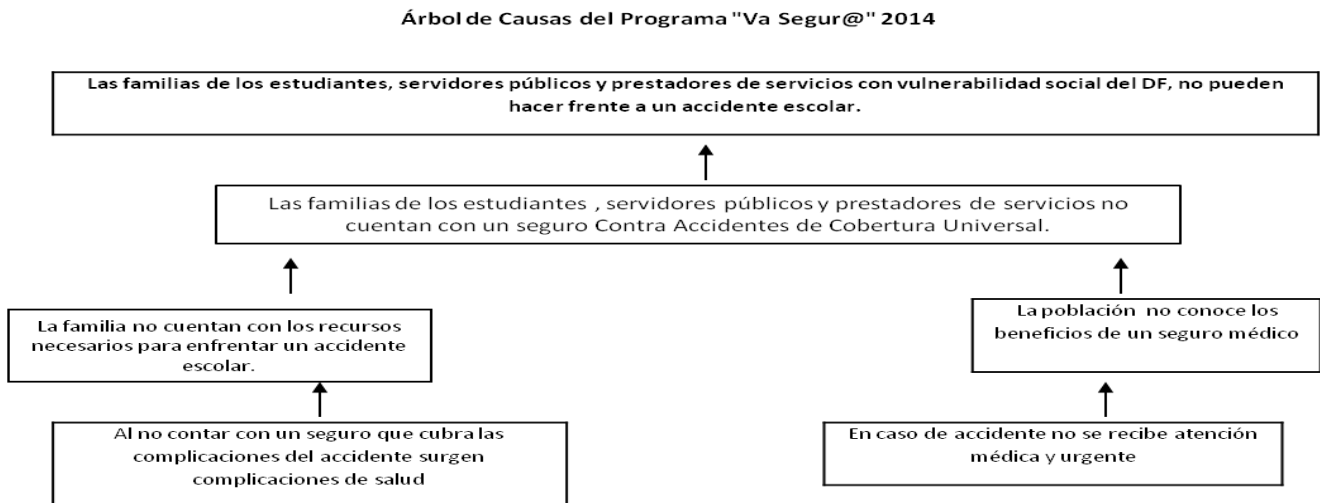 Árbol de Causas del Programa "Va Segur@" 2014
Las familias de los estudiantes, servidores públicos y prestadores de servicios con vulnerabilidad social del DF, no pueden
hacer frente a un accidente escolar.
Las familias de los estudiantes , servidores públicos y prestadores de servicios no
cuentan con un seguro Contra Accidentes de Cobertura Universal.
La familia no cuentan con los recursos
necesarios para enfrentar un accidente
escolar.
La población no conoce los
beneficios de un seguro médico
Al no contar con un seguro que cubra las
complicaciones del accidente surgen
complicaciones de salud
En caso de accidente no se recibe atención
médica y urgente